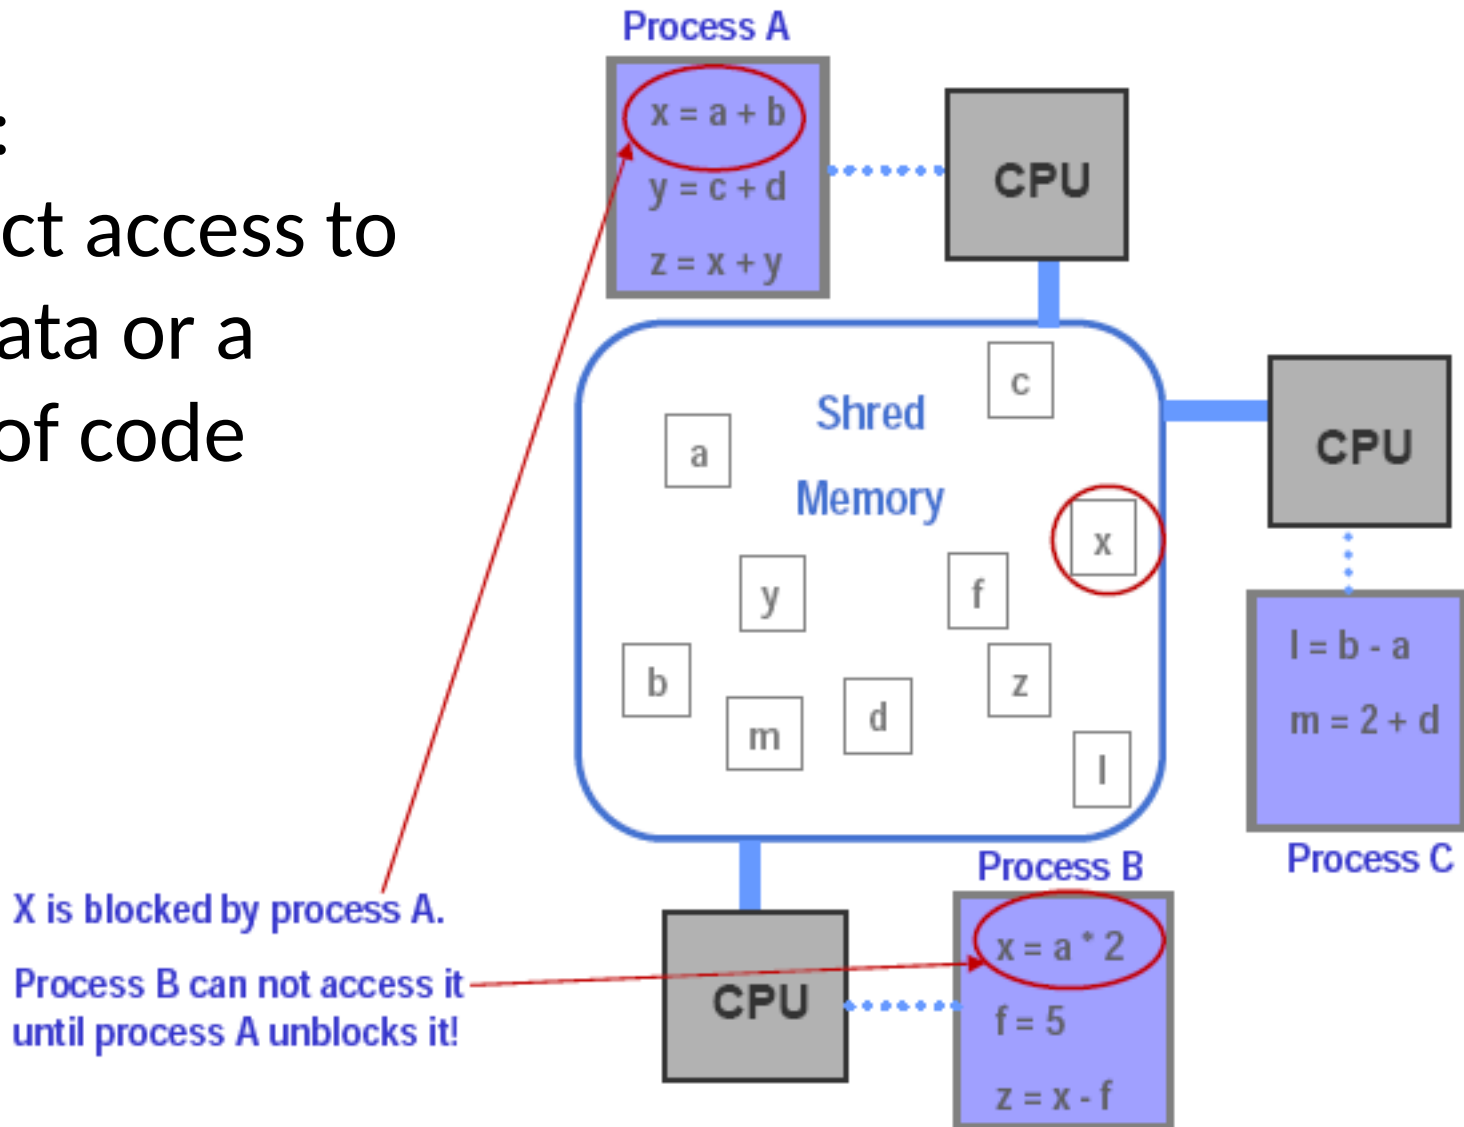 :
ct access to
ata or a
of code
Process A
x = a + b
y = c + d
z = x + y
CPU
Shred
Memory
c
a
x
y
f
b
z
m
d
l
CPU
l = b - a
m = 2 + d
Process C
X is blocked by process A.
Process B can not access it
until process A unblocks it!
CPU
Process B
x = a * 2
f = 5
z = x - f